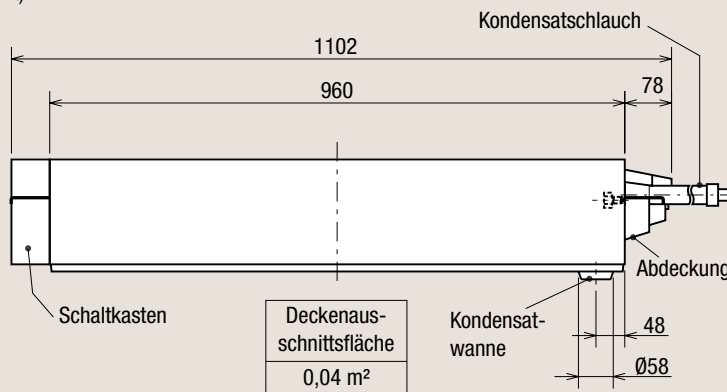 Kondensatschlauch
1102
960
78
Schaltkasten
Deckenaus-
schnittsfläche
0,04 m²
Kondensat-
wanne
Abdeckung
48
Ø58